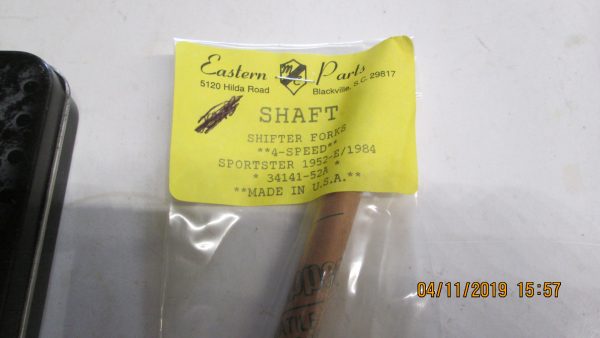 Eastern MC Parts
5120 Hilda Road Blackville, S.C. 29817
SHAFT
SHIFTER FORKS
**4-SPEED**
SPORTSTER 1952-E/1984
* 34141-52A *
**MADE IN U.S.A.**
04/11/2019 15:57